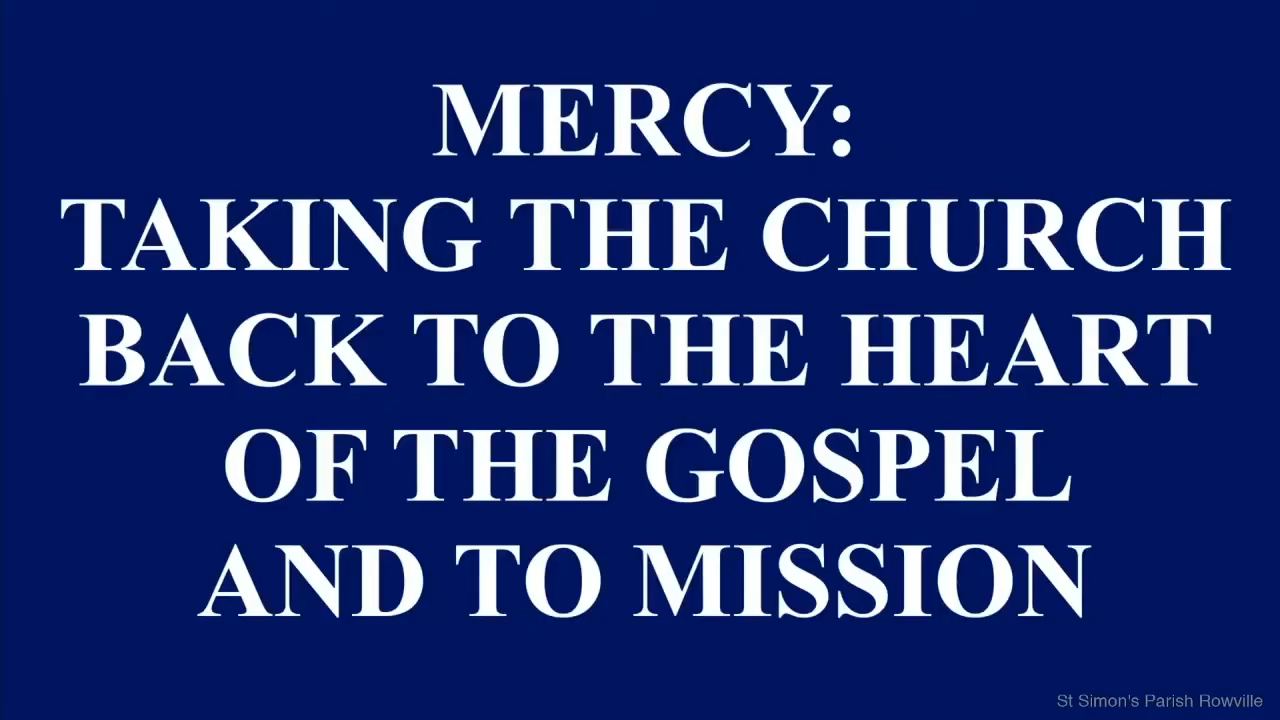 MERCY:
TAKING THE CHURCH
BACK TO THE HEART
OF THE GOSPEL
AND TO MISSION
St Simon's Parish Rowville